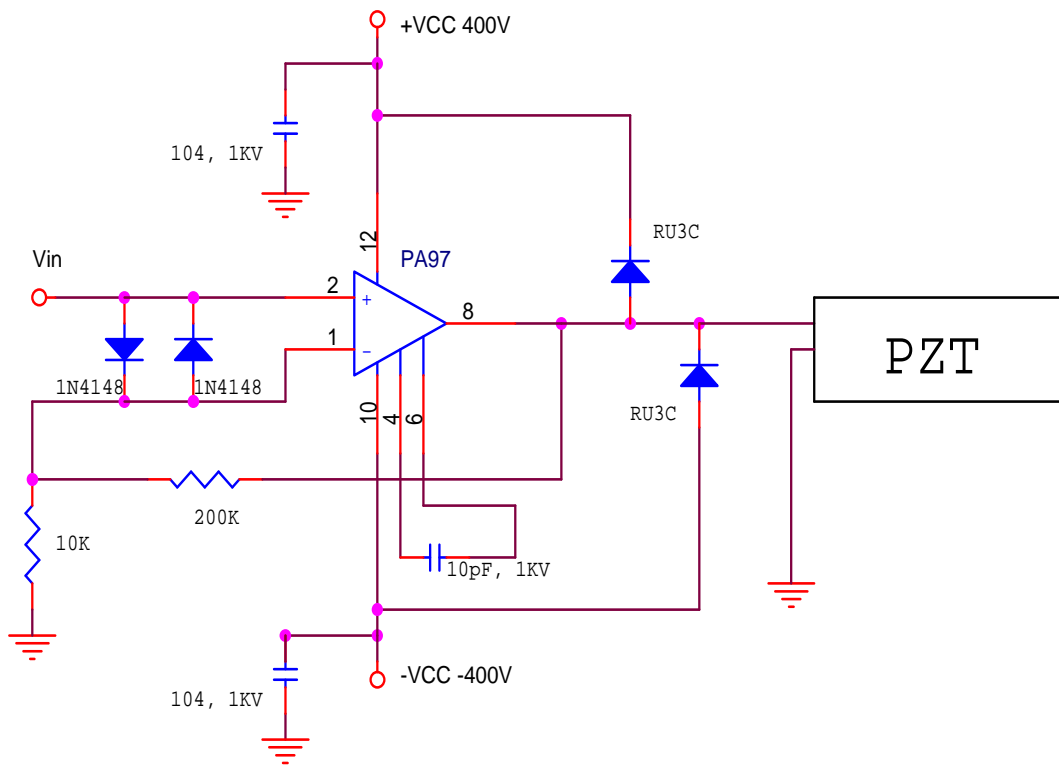 +VCC 400V
104, 1KV
RU3C
12
PA97
Vin
2
+
8
1
−
PZT
1N4148
1N4148
RU3C
10
4
6
200K
10K
10pF, 1KV
-VCC -400V
104, 1KV